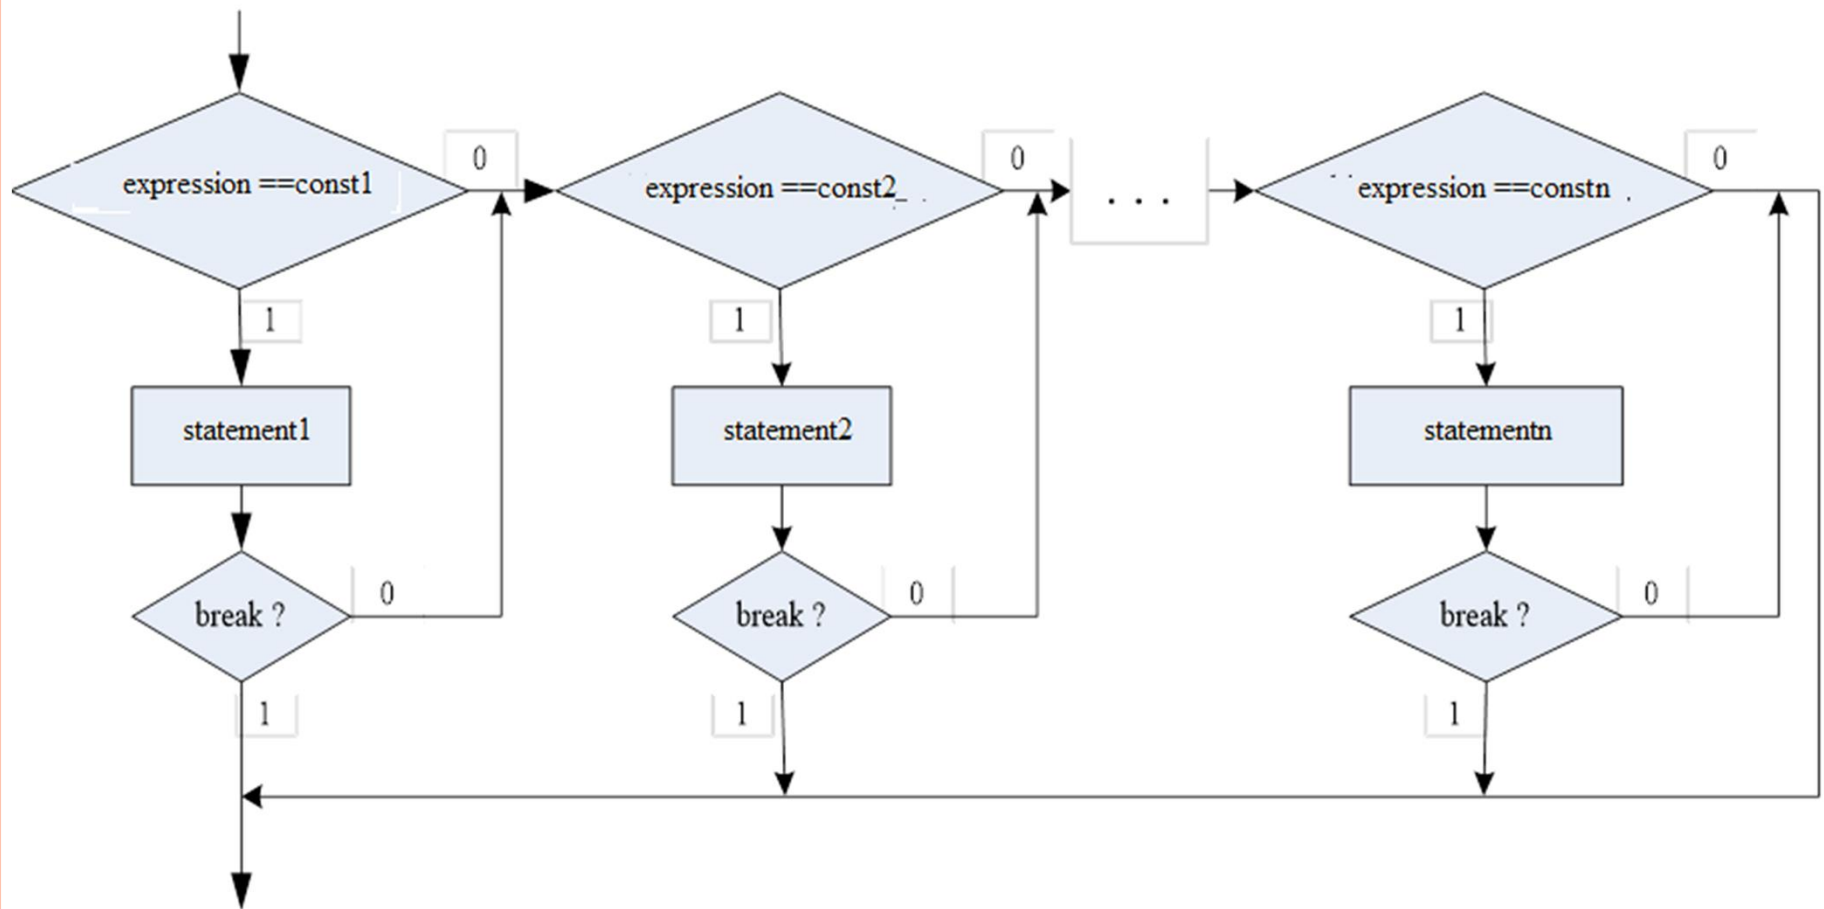 expression ==const1
0
expression ==const2
0
. . .
expression ==constn
0
1
1
1
statement1
statement2
statementn
break ?
0
break ?
0
break ?
0
1
1
1